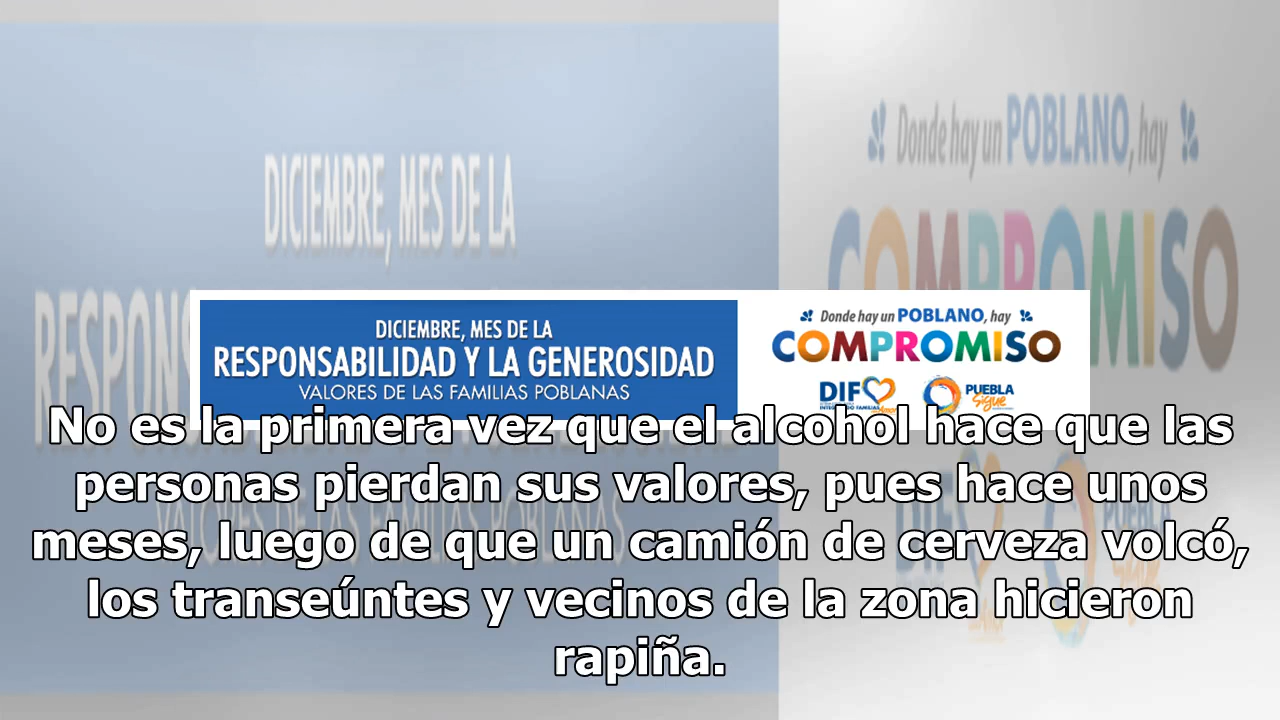 DICIEMBRE, MES DE LA
Donde hay un POBLANO, hay
COMPROMISO
DICIEMBRE, MES DE LA
RESPONSABILIDAD Y LA GENEROSIDAD
VALORES DE LAS FAMILIAS POBLANAS
Donde hay un POBLANO, hay
COMPROMISO
DIF
PUEBLA
Sigue
No es la primera vez que el alcohol hace que las
personas pierdan sus valores, pues hace unos
meses, luego de que un camión de cerveza volcó,
los transeúntes y vecinos de la zona hicieron
rapiña.